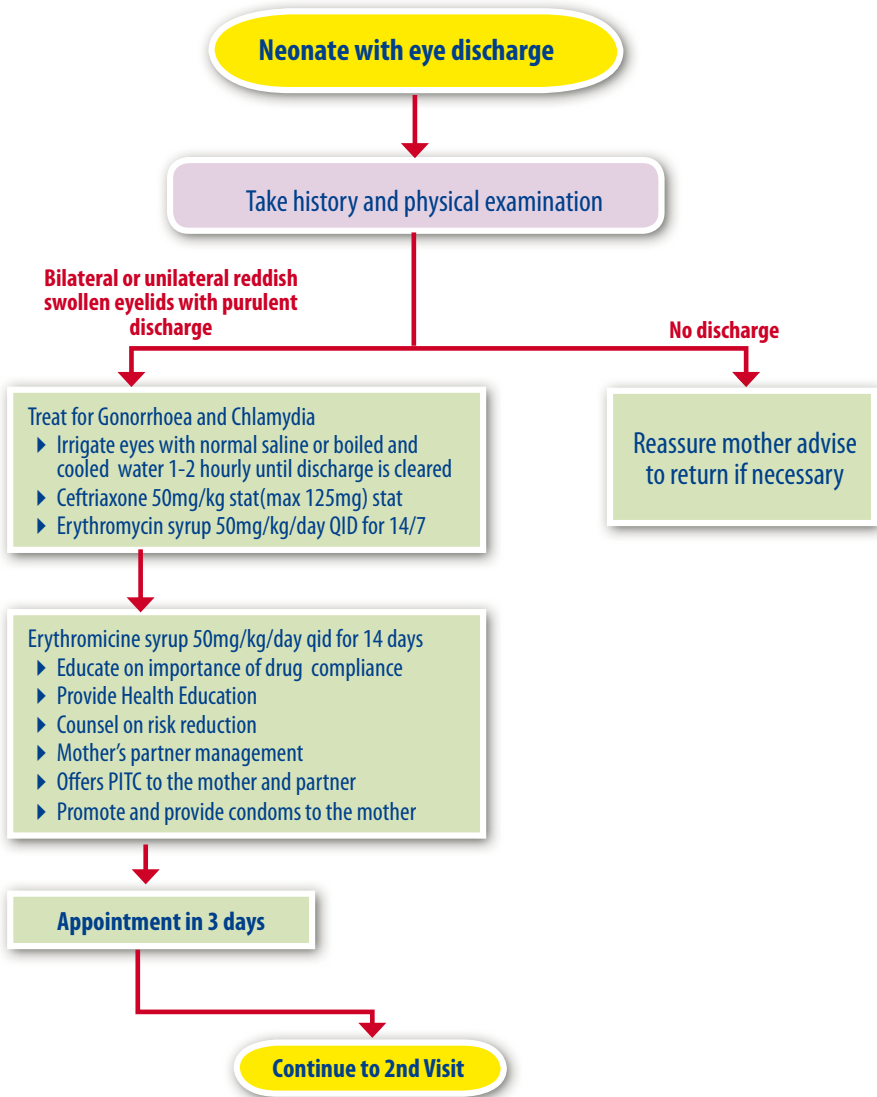 Neonate with eye discharge
Take history and physical examination
Bilateral or unilateral reddish
swollen eyelids with purulent
discharge
No discharge
Treat for Gonorrhoea and Chlamydia
Irrigate eyes with normal saline or boiled and
cooled water 1-2 hourly until discharge is cleared
Ceftriaxone 50mg/kg stat(max 125mg) stat
Erythromycin syrup 50mg/kg/day QID for 14/7
Reassure mother advise
to return if necessary
Erythromicine syrup 50mg/kg/day qid for 14 days
Educate on importance of drug compliance
Provide Health Education
Counsel on risk reduction
Mother's partner management
Offers PITC to the mother and partner
Promote and provide condoms to the mother
Appointment in 3 days
Continue to 2nd Visit